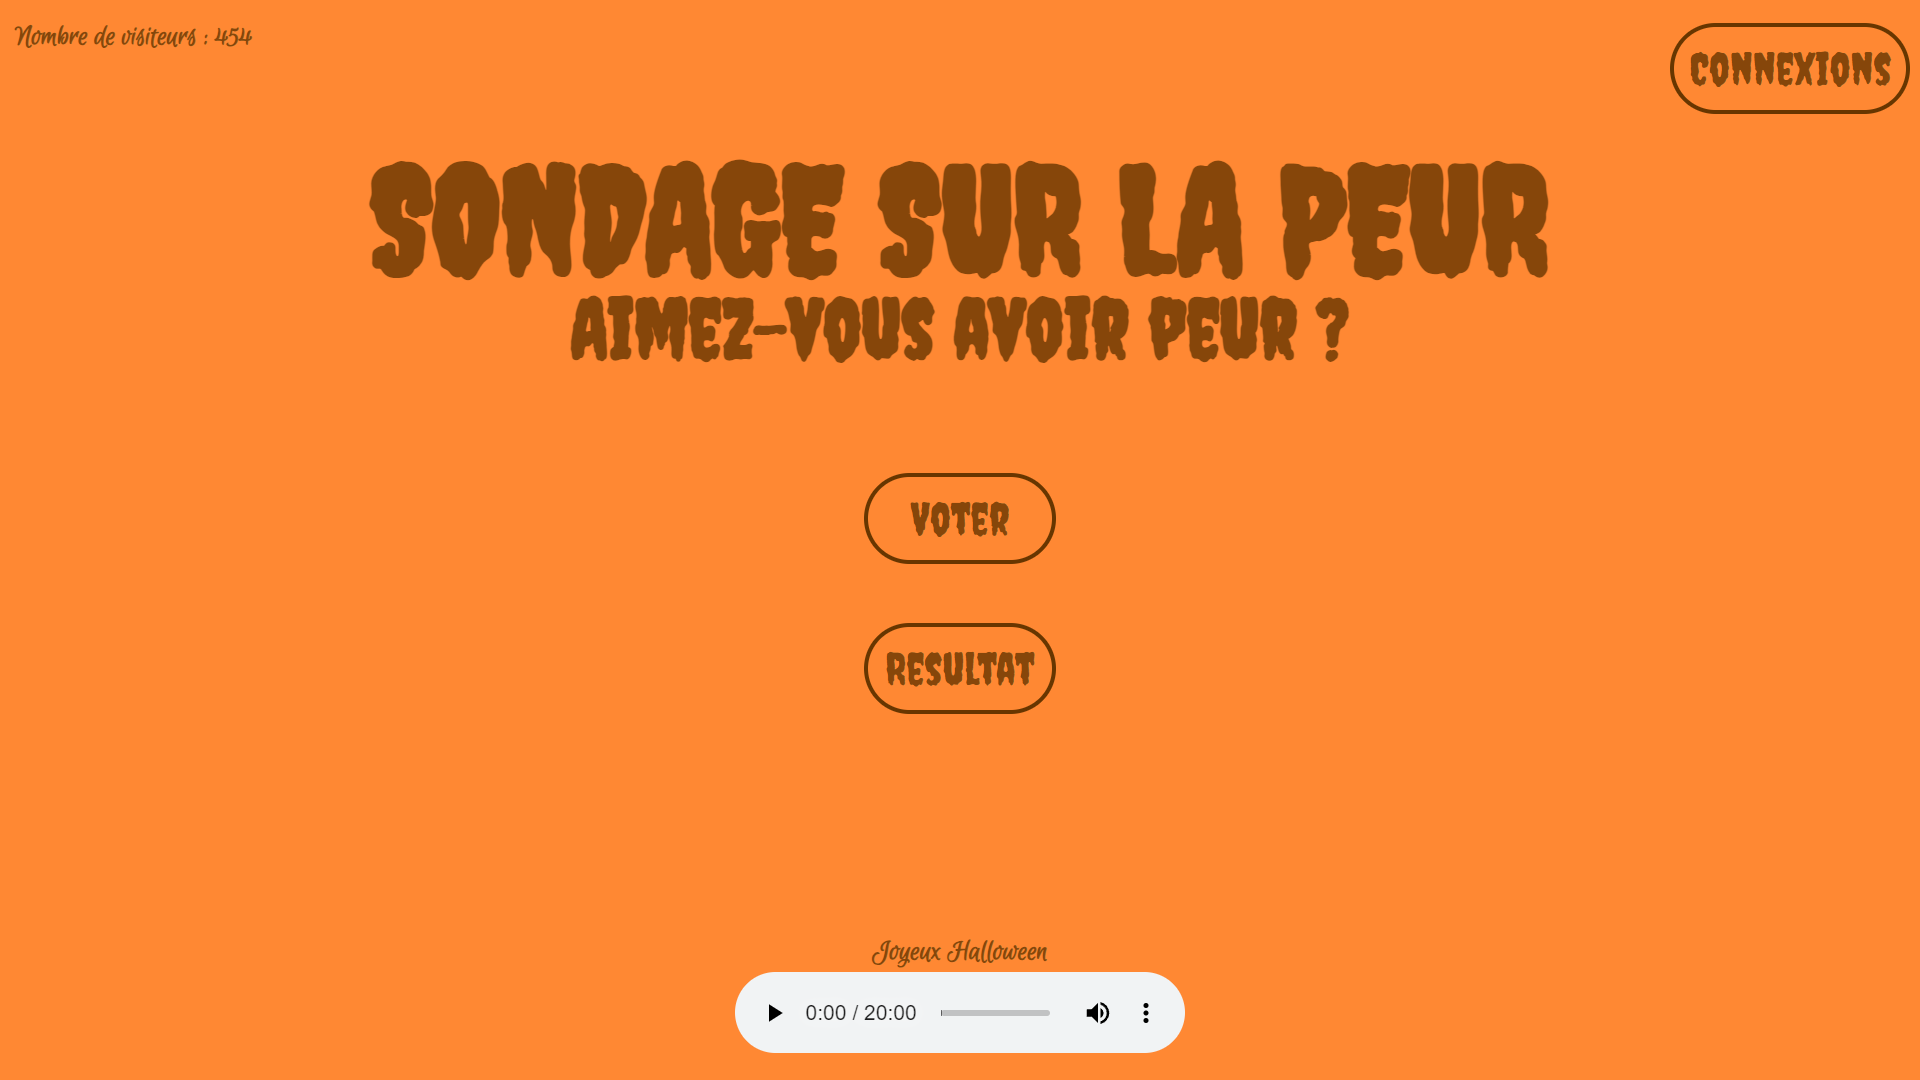 Nombre de visiteurs : 454
CONNEXIONS
SONDAGE SUR LA PEUR
AIMEZ-VOUS AVOIR PEUR ?
VOTER
RESULTAT
Joyeux Halloween
0:00 / 20:00